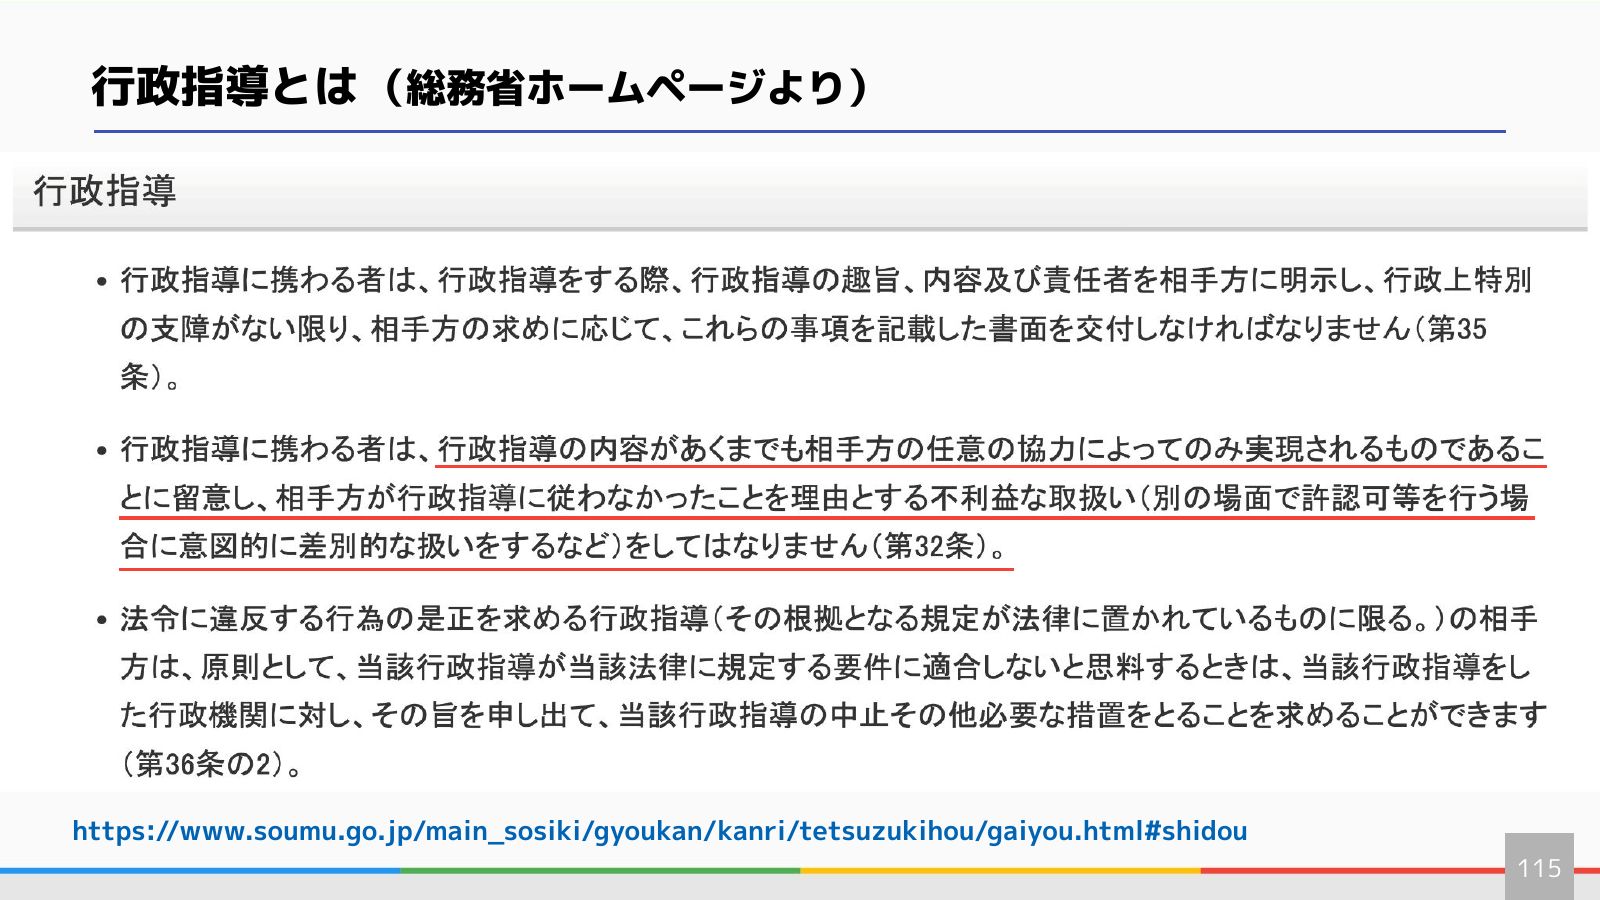 行政指導とは（総務省ホームページより）
行政指導
• 行政指導に携わる者は、行政指導をする際、行政指導の趣旨、内容及び責任者を相手方に明示し、行政上特別
の支障がない限り、相手方の求めに応じて、これらの事項を記載した書面を交付しなければなりません（第35
条）。
• 行政指導に携わる者は、行政指導の内容があくまでも相手方の任意の協力によってのみ実現されるものであるこ
とに留意し、相手方が行政指導に従わなかったことを理由とする不利益な取扱い（別の場面で許認可等を行う場
合に意図的に差別的な扱いをするなど）をしてはなりません（第32条）。
• 法令に違反する行為の是正を求める行政指導（その根拠となる規定が法律に置かれているものに限る。）の相手
方は、原則として、当該行政指導が当該法律に規定する要件に適合しないと思料するときは、当該行政指導をし
た行政機関に対し、その旨を申し出て、当該行政指導の中止その他必要な措置をとることを求めることができます
（第36条の2）。
https://www.soumu.go.jp/main_sosiki/gyoukan/kanri/tetsuzukihou/gaiyou.html#shidou
115